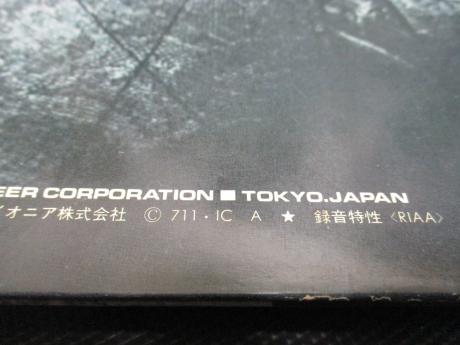 EER CORPORATION ■ TOKYO.JAPAN
イオニア株式会社 © 711・IC A ★ 録音特性〈RIAA〉